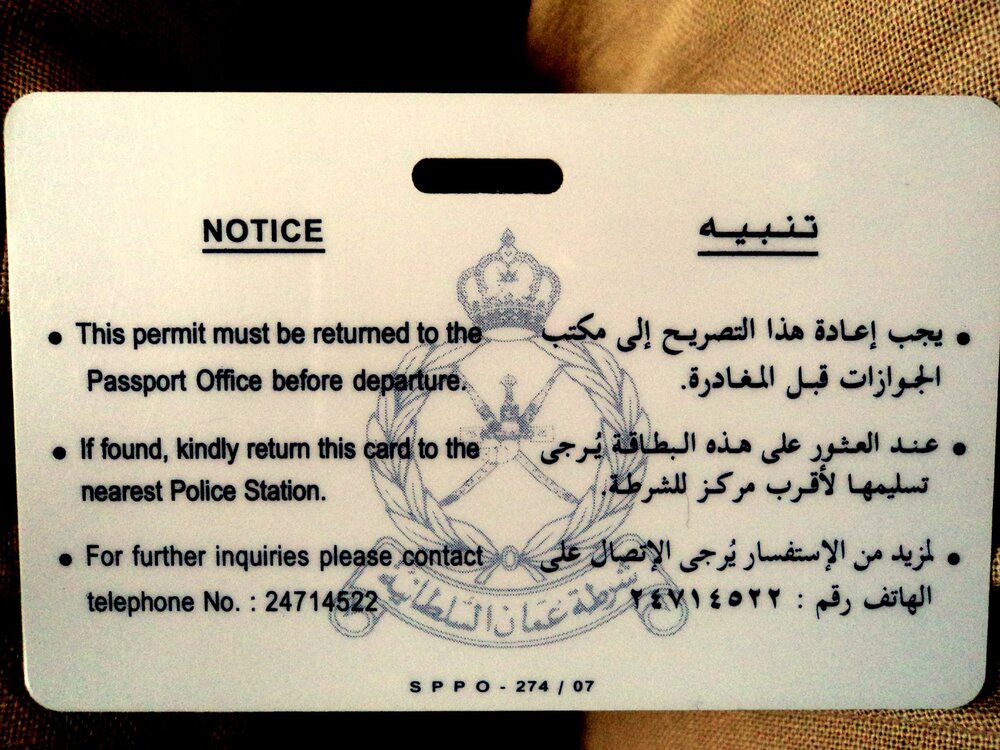 NOTICE
• This permit must be returned to the
Passport Office before departure.
• If found, kindly return this card to the
nearest Police Station.
• For further inquiries please contact
telephone No. : 24714522
تنبيه
• يجب إعادة هذا التصريح إلى مكتب
الجوازات قبل المغادرة.
• عند العثور على هذه البطاقة يُرجى
تسليمها لأقرب مركز للشرطة.
• لمزيد من الإستفسار يُرجى الإتصال على
الهاتف رقم : ٢٤٧١٤٥٢٢
شرطة عمان السلطانية
SPPO - 274 / 07